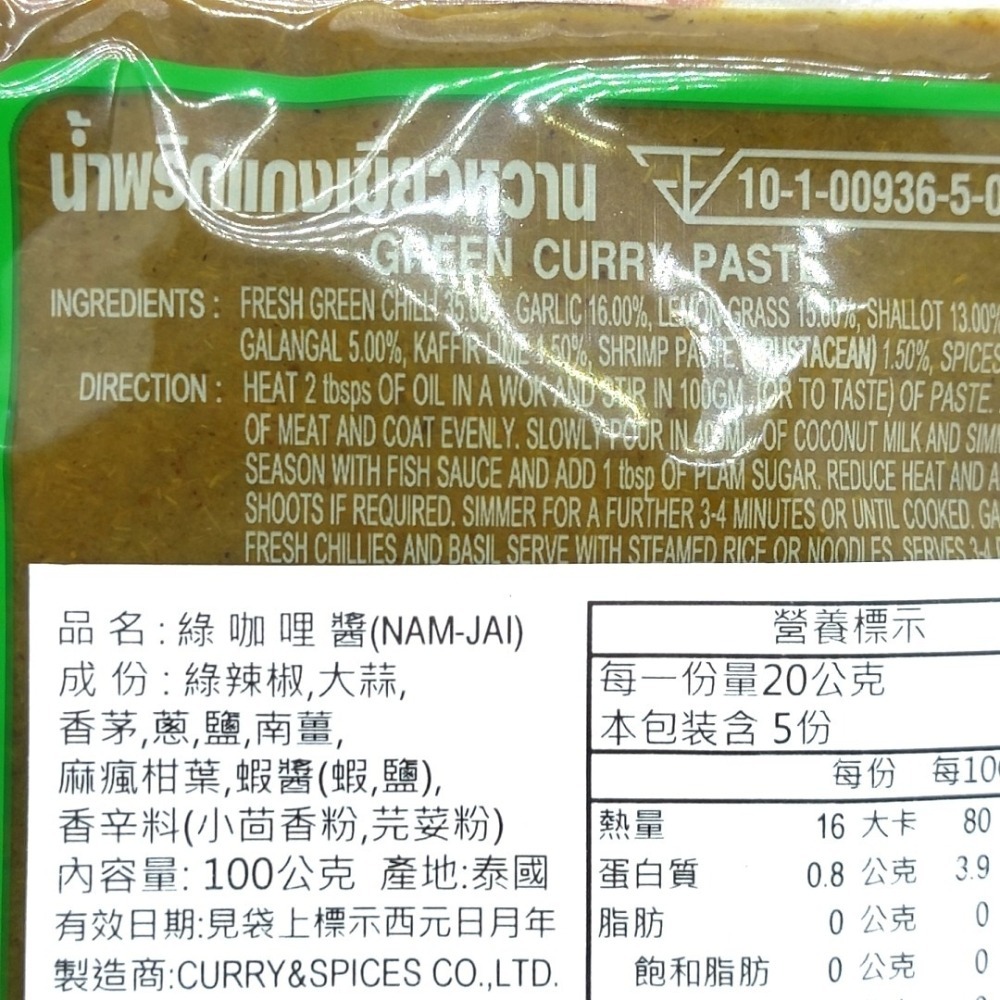 น้ำพริกแกงเขียวหวาน
10-1-00936-5-0
GREEN CURRY PASTE
INGREDIENTS : FRESH GREEN CHILLI GARLIC 16.00%, LEMON GRASS 15.00%, SHALLOT 13.00%
GALANGAL 5.00%, KAFFIR SHRIMP PASTE (CRUSTACEAN) 1.50%, SPICES
DIRECTION : HEAT 2 tbsps OF OIL IN A WOK AND STIR IN 100GM. (OR TO TASTE) OF PASTE.
OF MEAT AND COAT EVENLY. SLOWLY POUR IN OF COCONUT MILK AND SIM
SEASON WITH FISH SAUCE AND ADD 1 tbsp OF PLAM SUGAR. REDUCE HEAT AND A
SHOOTS IF REQUIRED. SIMMER FOR A FURTHER 3-4 MINUTES OR UNTIL COOKED. GA
FRESH CHILLIES AND BASIL SERVE WITH STEAMED RICE OR NOODLES. SERVES 3-4
品名:綠咖哩醬(NAM-JAI)
成份:綠辣椒,大蒜,
香茅,蔥,鹽,南薑,
麻瘋柑葉,蝦醬(蝦,鹽),
香辛料(小茴香粉,芫荽粉)
內容量: 100公克 產地:泰國
有效日期:見袋上標示西元日月年
製造商:CURRY&SPICES CO.,LTD.
營養標示
每一份量20公克
本包裝含 5份
每份 每100
熱量 16 大卡 80
蛋白質 0.8 公克 3.9
脂肪 0 公克 0
飽和脂肪 0 公克 0